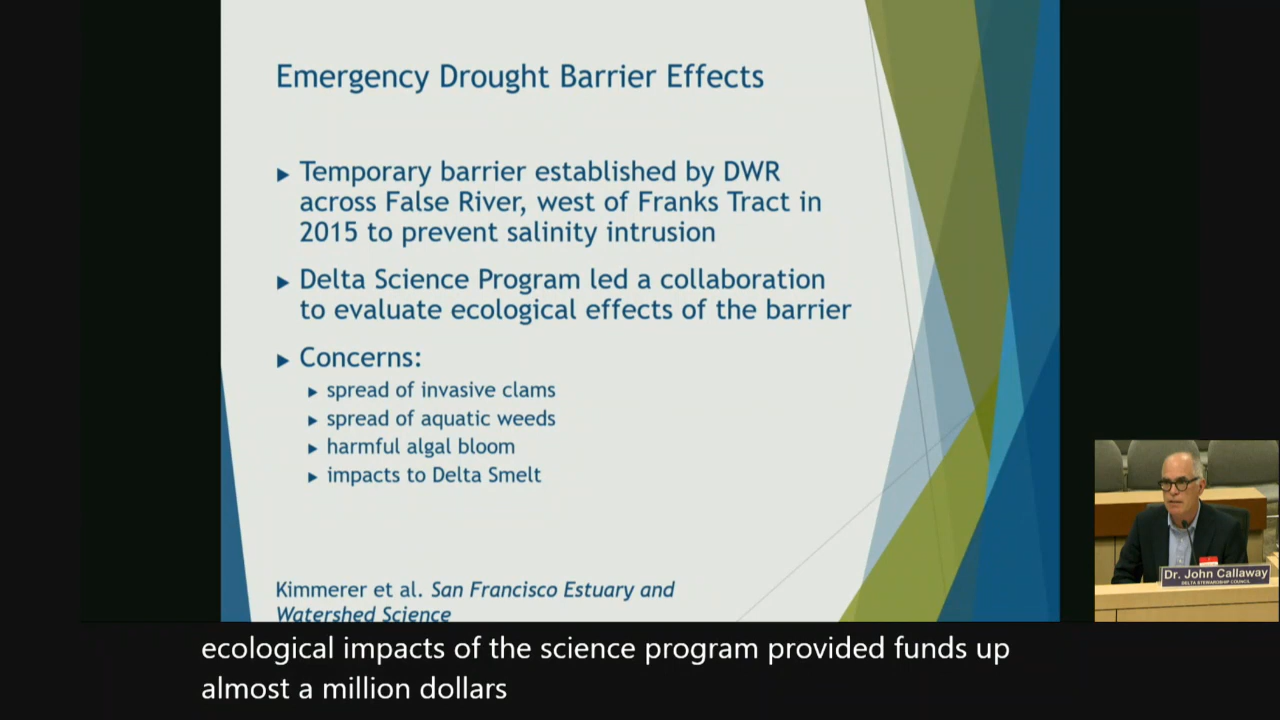 Emergency Drought Barrier Effects
Temporary barrier established by DWR
across False River, west of Franks Tract in
2015 to prevent salinity intrusion
Delta Science Program led a collaboration
to evaluate ecological effects of the barrier
Concerns:
spread of invasive clams
spread of aquatic weeds
harmful algal bloom
impacts to Delta Smelt
Kimmerer et al. San Francisco Estuary and
Watershed Science
Dr. John Callaway
DELTA STEWARDSHIP COUNCIL
ecological impacts of the science program provided funds up
almost a million dollars